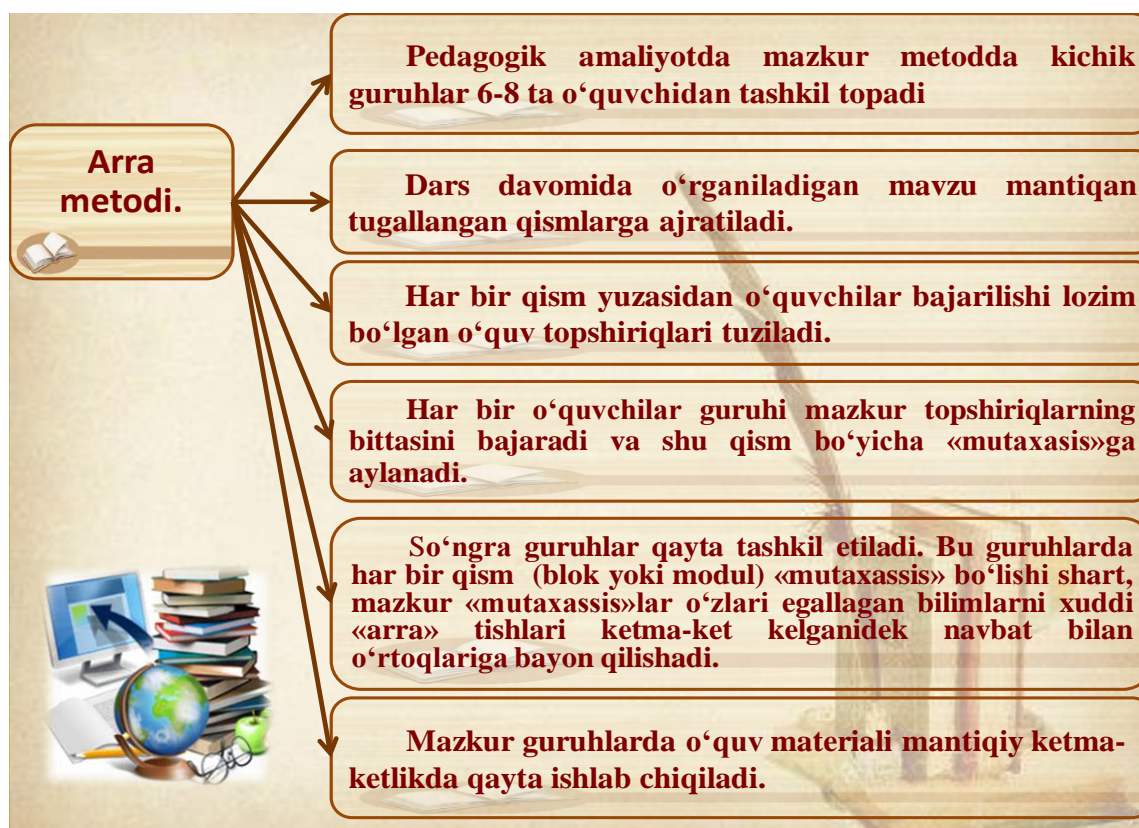 Arra
metodi.
Pedagogik amaliyotda mazkur metodda kichik
guruhlar 6-8 ta o‘quvchidan tashkil topadi
Dars davomida o‘rganiladigan mavzu mantiqan
tugallangan qismlarga ajratiladi.
Har bir qism yuzasidan o‘quvchilar bajarilishi lozim
bo‘lgan o‘quv topshiriqlari tuziladi.
Har bir o‘quvchilar guruhi mazkur topshiriqlarning
bittasini bajaradi va shu qism bo‘yicha «mutaxasis»ga
aylanadi.
So‘ngra guruhlar qayta tashkil etiladi. Bu guruhlarda
har bir qism (blok yoki modul) «mutaxassis» bo‘lishi shart,
mazkur «mutaxassis»lar o‘zlari egallagan bilimlarni xuddi
«arra» tishlari ketma-ket kelganidek navbat bilan
o‘rtoqlariga bayon qilishadi.
Mazkur guruhlarda o‘quv materiali mantiqiy ketma-
ketlikda qayta ishlab chiqiladi.